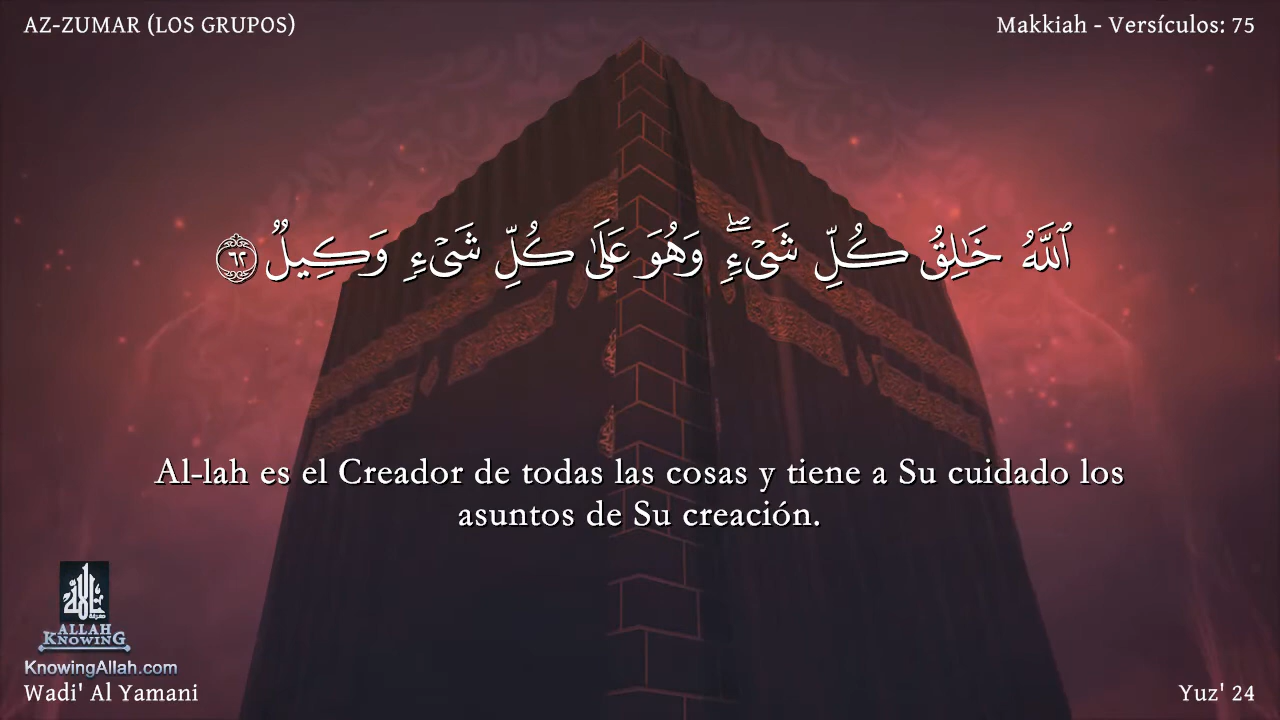 AZ-ZUMAR (LOS GRUPOS)
Makkiah - Versículos: 75
ٱللَّهُ خَٰلِقُ كُلِّ شَىْءٍۢ ۖ وَهُوَ عَلَىٰ كُلِّ شَىْءٍۢ وَكِيلٌۭ ٦٢
Al-lah es el Creador de todas las cosas y tiene a Su cuidado los
asuntos de Su creación.
ALLAH
KNOWING
KnowingAllah.com
Wadi' Al Yamani
Yuz' 24